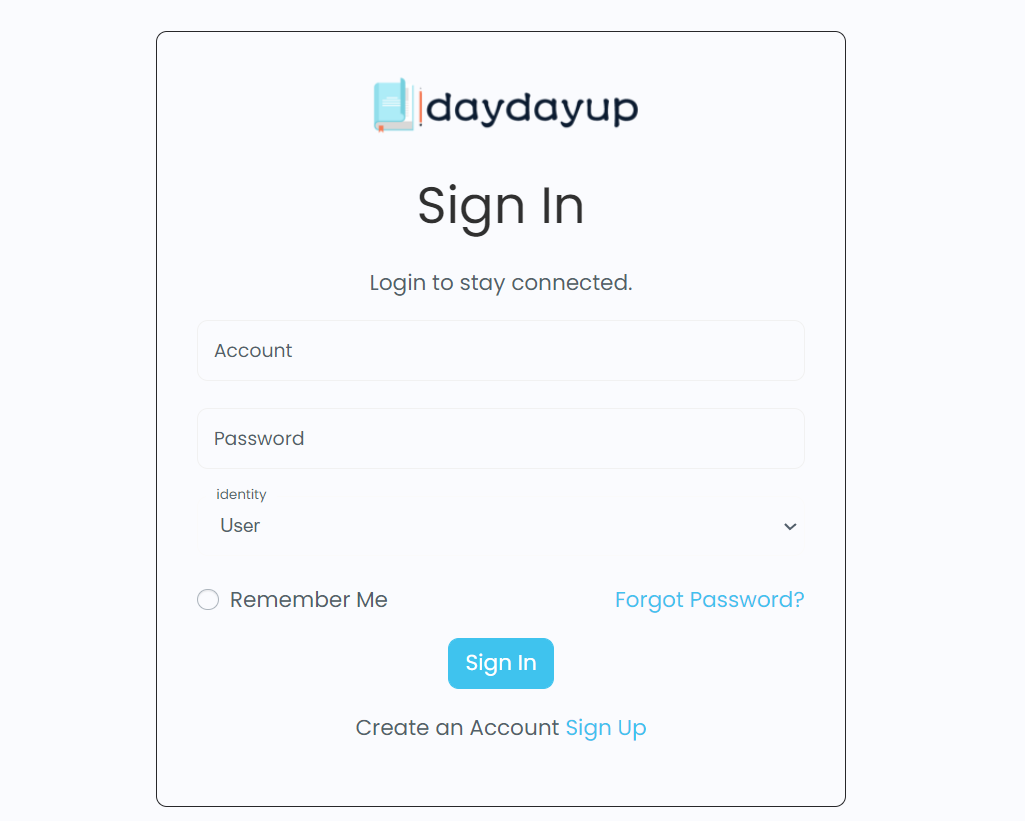 daydayup
Sign In
Login to stay connected.
Account
Password
identity
User
Remember Me Forgot Password?
Sign In
Create an Account Sign Up